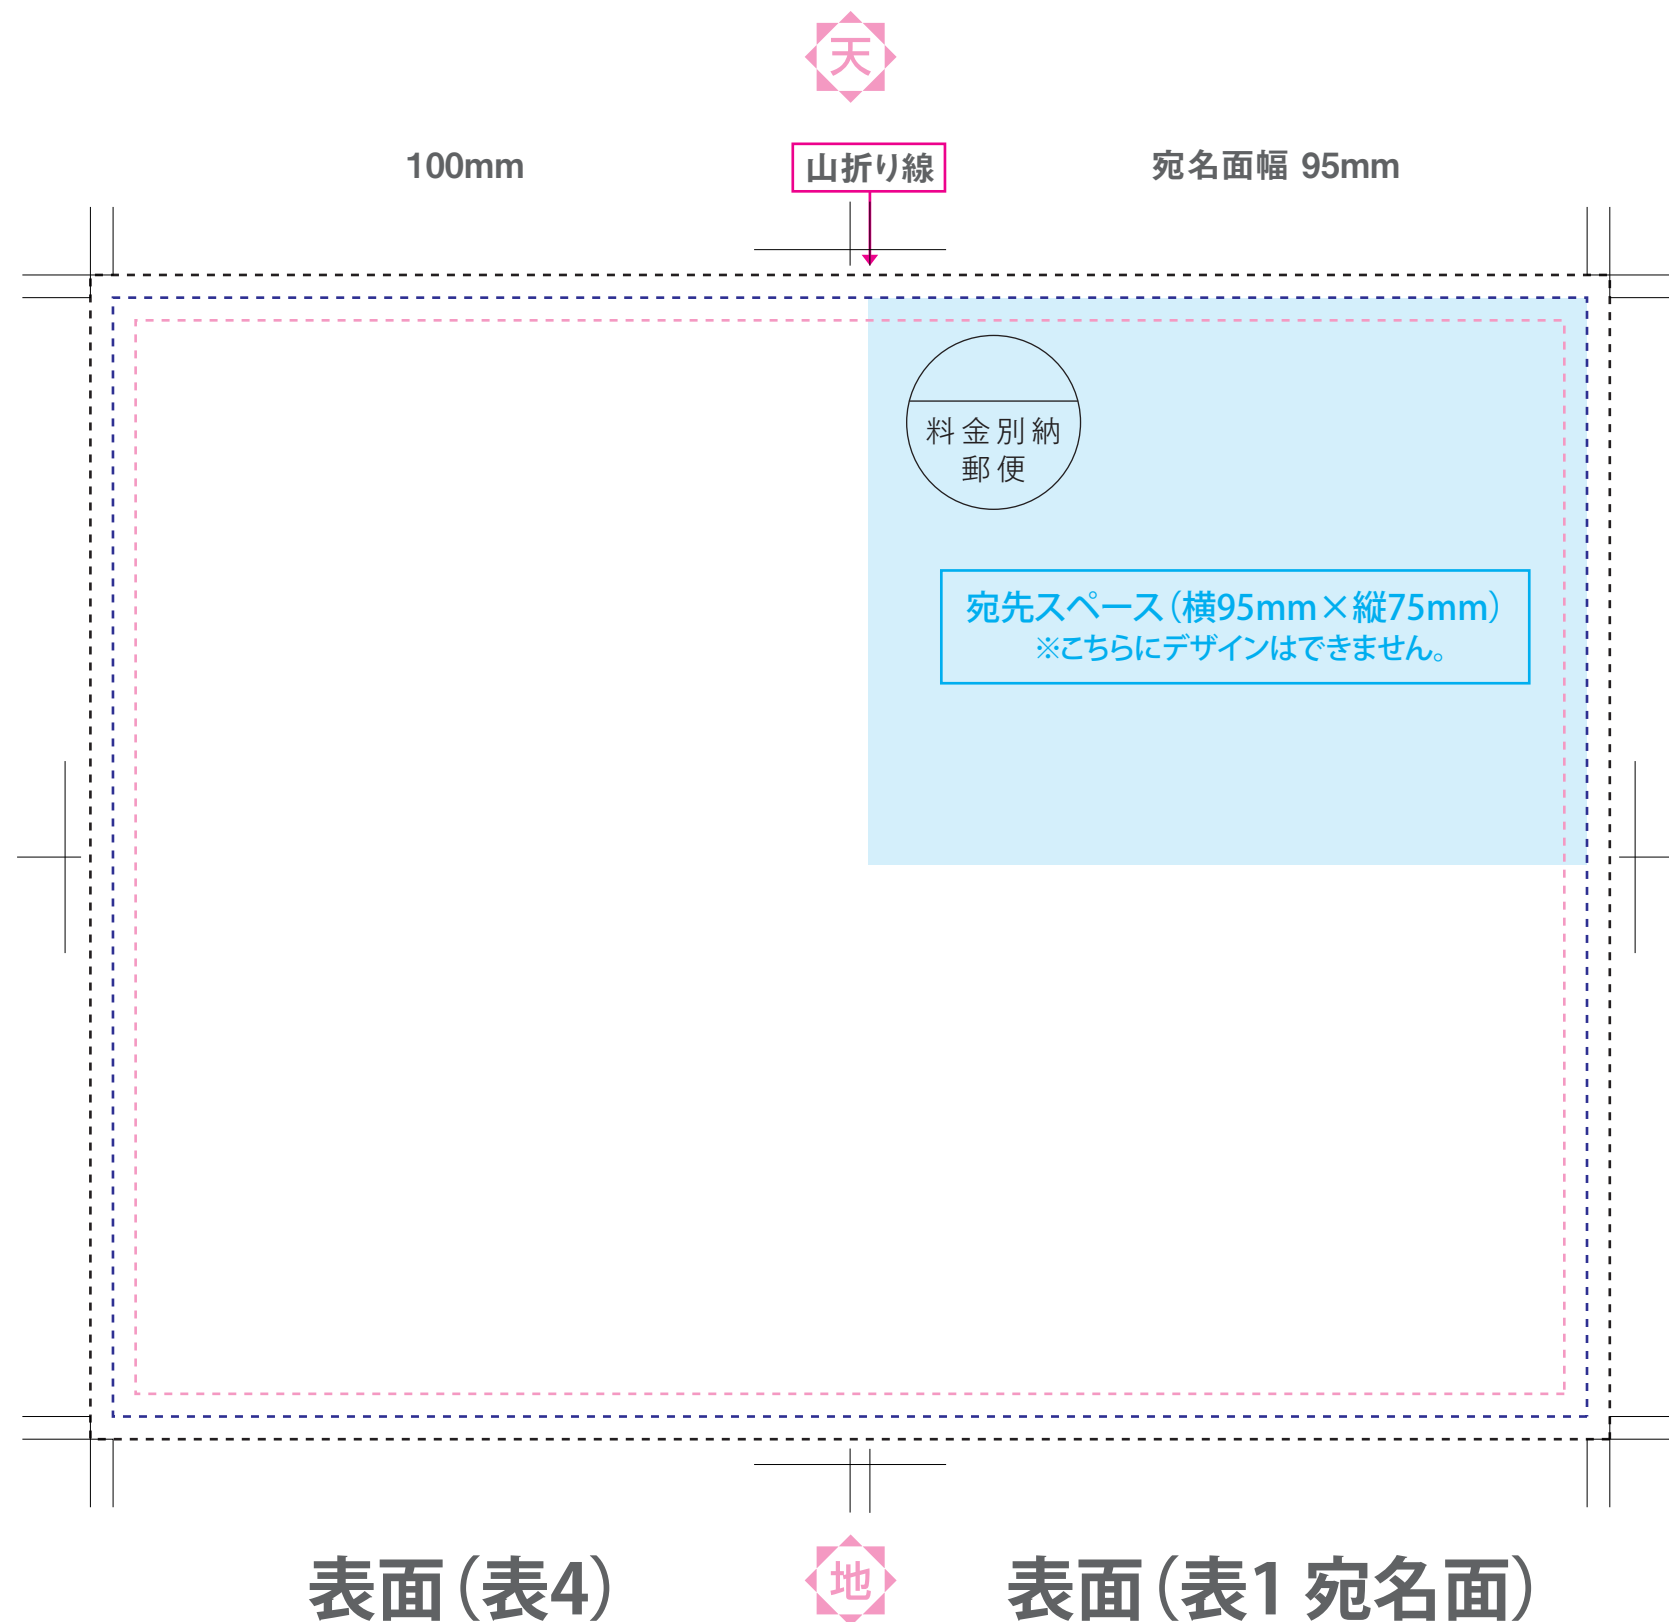 天
100mm
山折り線
宛名面幅 95mm
料金別納
郵便
宛先スペース（横95mm×縦75mm）
※こちらにデザインはできません。
表面（表4）
地
表面（表1 宛名面）